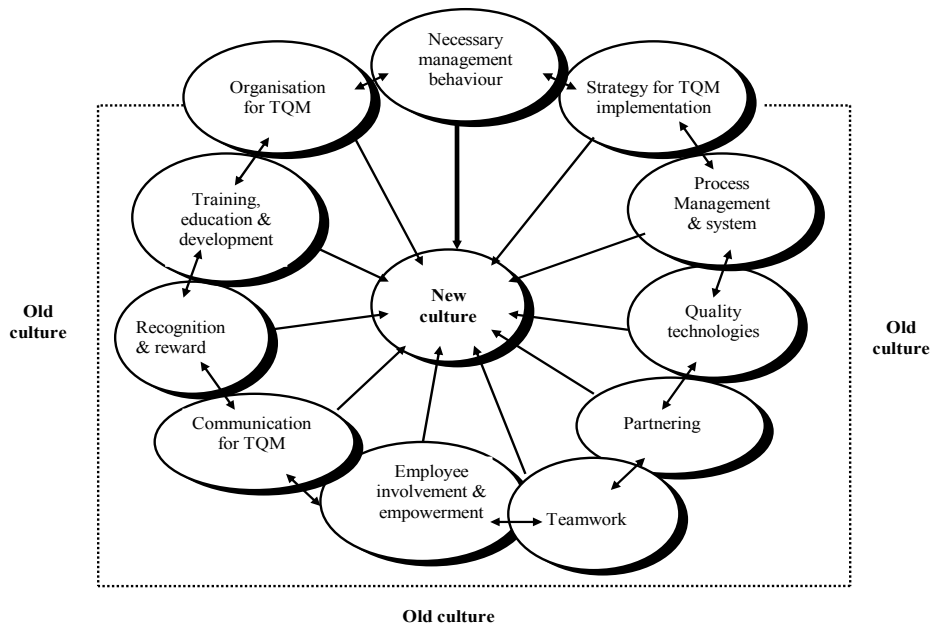 Necessary
management
behaviour
Organisation
for TQM
Strategy for TQM
implementation
Training,
education &
development
Process
Management
& system
New
culture
Old
culture
Recognition
& reward
Quality
technologies
Old
culture
Communication
for TQM
Partnering
Employee
involvement &
empowerment
Teamwork
Old culture